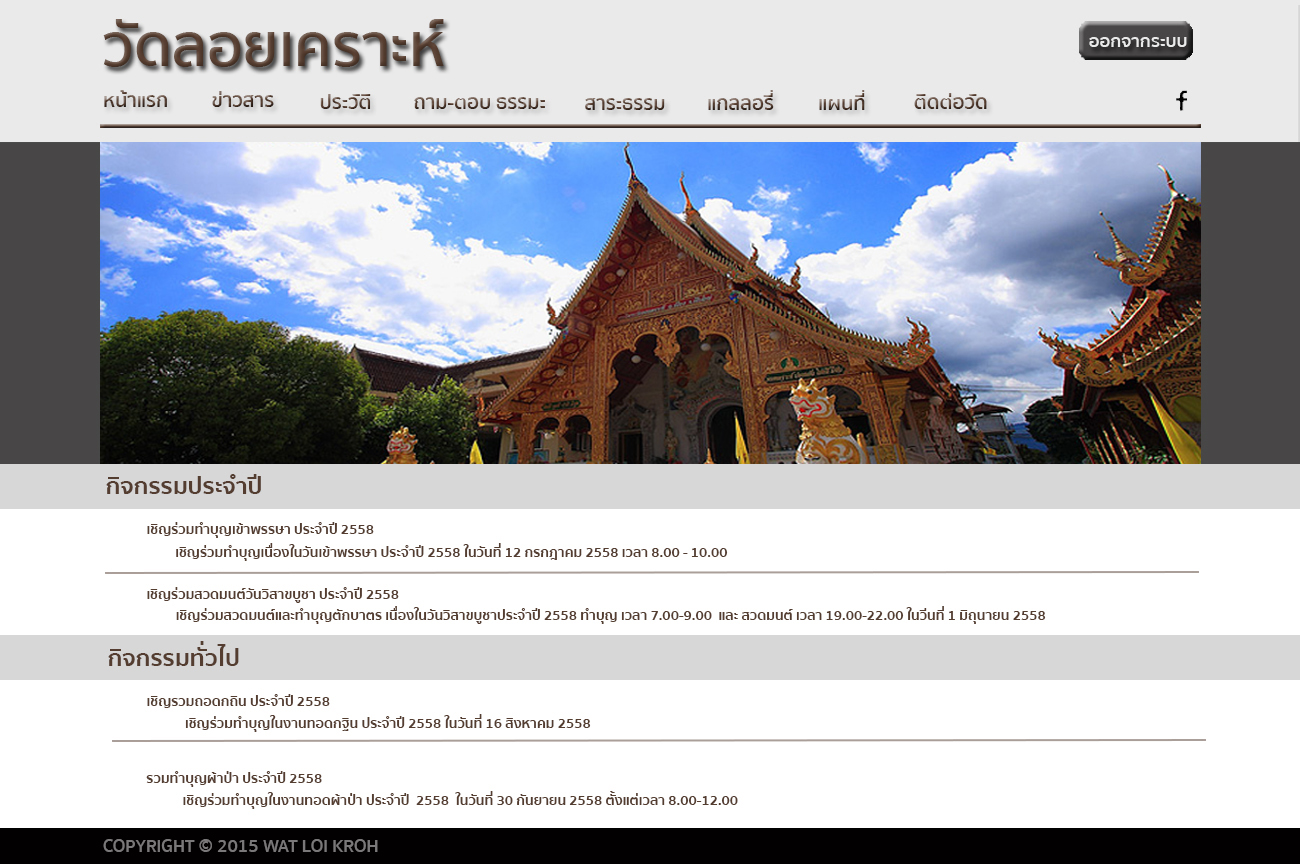 วัดลอยเคราะห์
ออกจากระบบ
หน้าแรก ข่าวสาร ประวัติ ถาม-ตอบ ธรรมะ สาระธรรม แกลลอรี่ แผนที่ ติดต่อวัด
กิจกรรมประจำปี
เชิญร่วมทำบุญเข้าพรรษา ประจำปี 2558
เชิญร่วมทำบุญเนื่องในวันเข้าพรรษา ประจำปี 2558 ในวันที่ 12 กรกฎาคม 2558 เวลา 8.00 - 10.00
เชิญร่วมสวดมนต์วันวิสาขบูชา ประจำปี 2558
เชิญร่วมสวดมนต์และทำบุญตักบาตร เนื่องในวันวิสาขบูชาประจำปี 2558 ทำบุญ เวลา 7.00-9.00 และ สวดมนต์ เวลา 19.00-22.00 ในวีนที่ 1 มิถุนายน 2558
กิจกรรมทั่วไป
เชิญรวมถอดกถิน ประจำปี 2558
เชิญร่วมทำบุญในงานทอดกฐิน ประจำปี 2558 ในวันที่ 16 สิงหาคม 2558
รวมทำบุญผ้าป่า ประจำปี 2558
เชิญร่วมทำบุญในงานทอดผ้าป่า ประจำปี 2558 ในวันที่ 30 กันยายน 2558 ตั้งแต่เวลา 8.00-12.00
COPYRIGHT © 2015 WAT LOI KROH